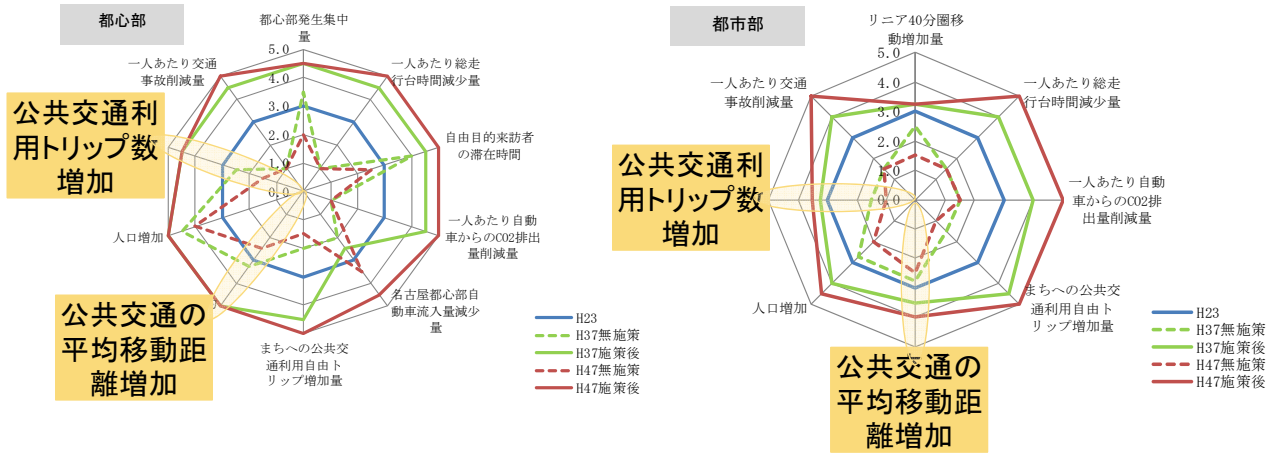 都心部
都心部発生集中
量
5.0
4.0
3.0
2.0
1.0
0.0
一人あたり総走
行台時間減少量
自由目的来訪者
の滞在時間
一人あたり自動
車からのCO2排出
量削減量
名古屋都心部自
動車流入量減少
量
まちへの公共交
通利用自由ト
リップ増加量
公共交通の
平均移動距
離増加
人口増加
公共交通利
用トリップ数
増加
一人あたり交通
事故削減量
H23
H37無施策
H37施策後
H47無施策
H47施策後
都市部
リニア40分圏移
動増加量
5.0
4.0
3.0
2.0
1.0
0.0
一人あたり総走
行台時間減少量
一人あたり自動
車からのCO2排
出量削減量
まちへの公共交
通利用自由ト
リップ増加量
公共交通の
平均移動距
離増加
人口増加
公共交通利
用トリップ数
増加
一人あたり交通
事故削減量
H23
H37無施策
H37施策後
H47無施策
H47施策後